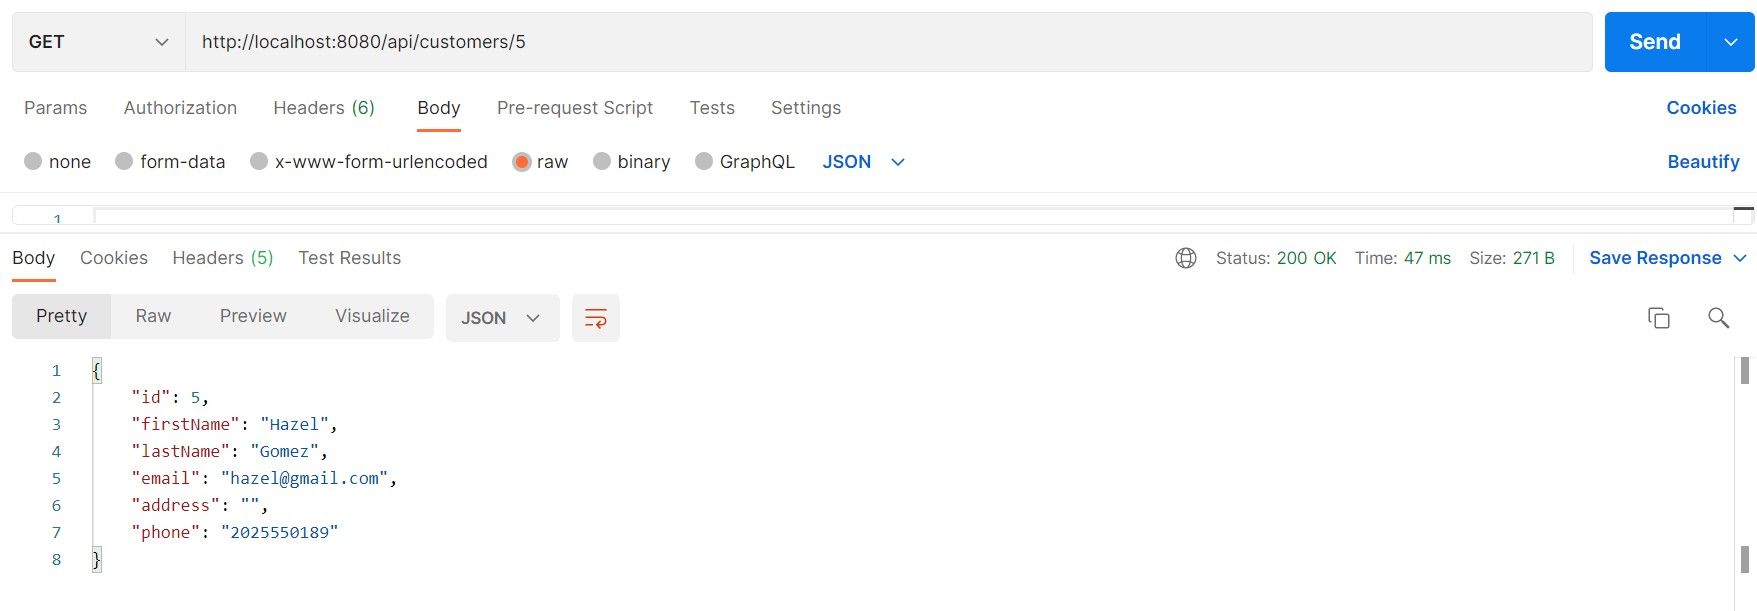 GET http://localhost:8080/api/customers/5 Send
Params Authorization Headers (6) Body Pre-request Script Tests Settings Cookies
none form-data x-www-form-urlencoded raw binary GraphQL JSON Beautify
1
Body Cookies Headers (5) Test Results Status: 200 OK Time: 47 ms Size: 271 B Save Response
Pretty Raw Preview Visualize JSON
1 {
2 "id": 5,
3 "firstName": "Hazel",
4 "lastName": "Gomez",
5 "email": "hazel@gmail.com",
6 "address": "",
7 "phone": "2025550189"
8 }